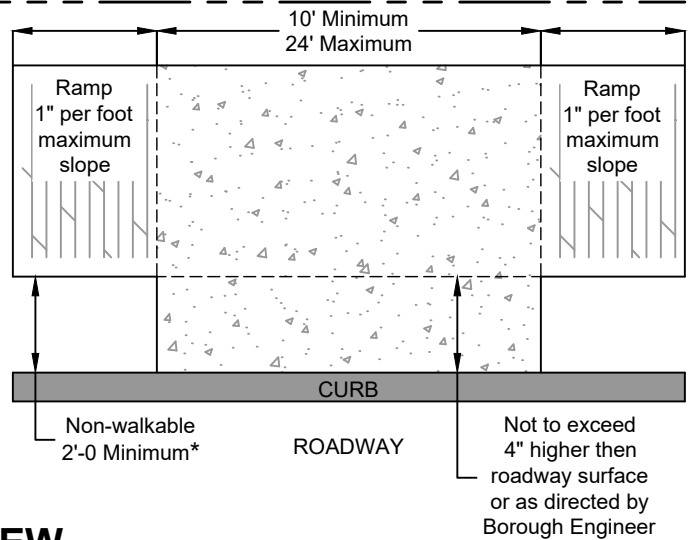 10' Minimum
24' Maximum
Ramp
1" per foot
maximum
slope
Ramp
1" per foot
maximum
slope
CURB
Non-walkable
2'-0 Minimum*
ROADWAY
Not to exceed
4" higher then
roadway surface
or as directed by
Borough Engineer